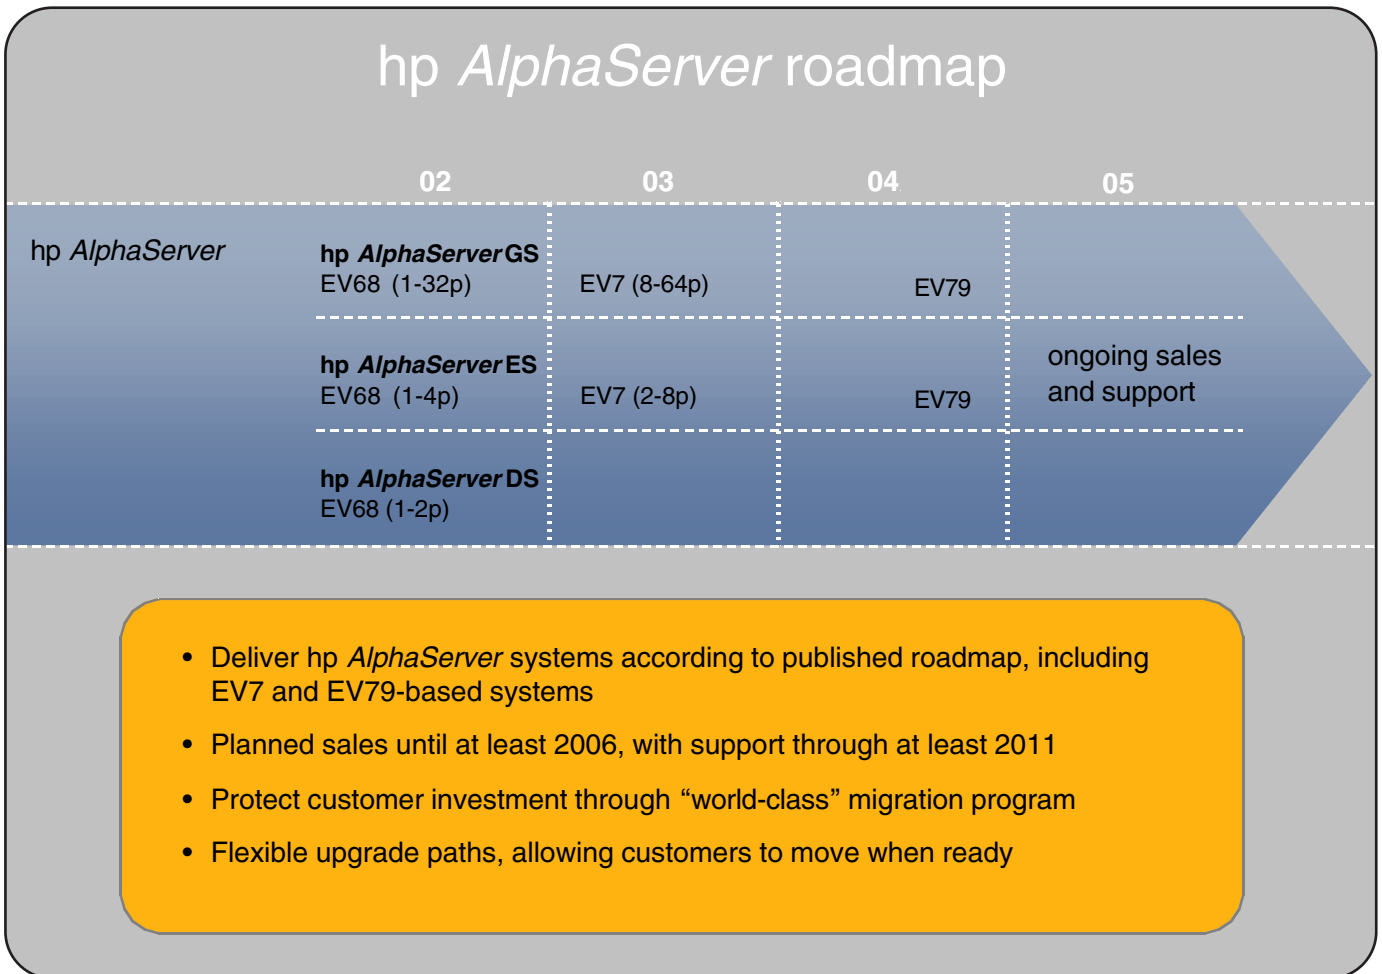 hp AlphaServer roadmap
02 03 04 05
hp AlphaServer
hp AlphaServer GS
EV68 (1-32p)
EV7 (8-64p)
EV79
hp AlphaServer ES
EV68 (1-4p)
EV7 (2-8p)
EV79
ongoing sales
and support
hp AlphaServer DS
EV68 (1-2p)
• Deliver hp AlphaServer systems according to published roadmap, including
EV7 and EV79-based systems
• Planned sales until at least 2006, with support through at least 2011
• Protect customer investment through “world-class” migration program
• Flexible upgrade paths, allowing customers to move when ready